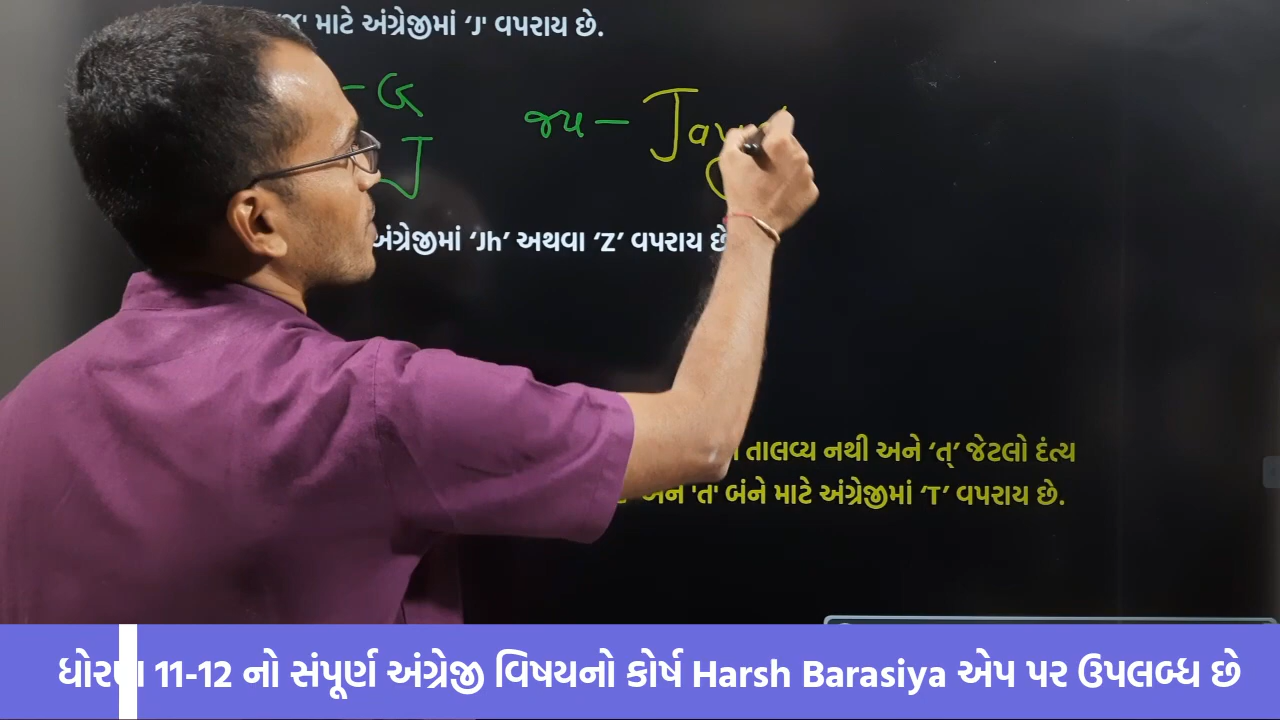 'જ' માટે અંગ્રેજીમાં ‘J’ વપરાય છે.
– જ
જય – Jay
J
અંગ્રેજીમાં ‘Jh’ અથવા ‘Z’ વપરાય છે
તાલવ્ય નથી અને ‘ત્’ જેટલો દંત્ય
અને 'ત' બંને માટે અંગ્રેજીમાં ‘T’ વપરાય છે.
ધોરણ 11-12 નો સંપૂર્ણ અંગ્રેજી વિષયનો કોર્ષ Harsh Barasiya એપ પર ઉપલબ્ધ છે